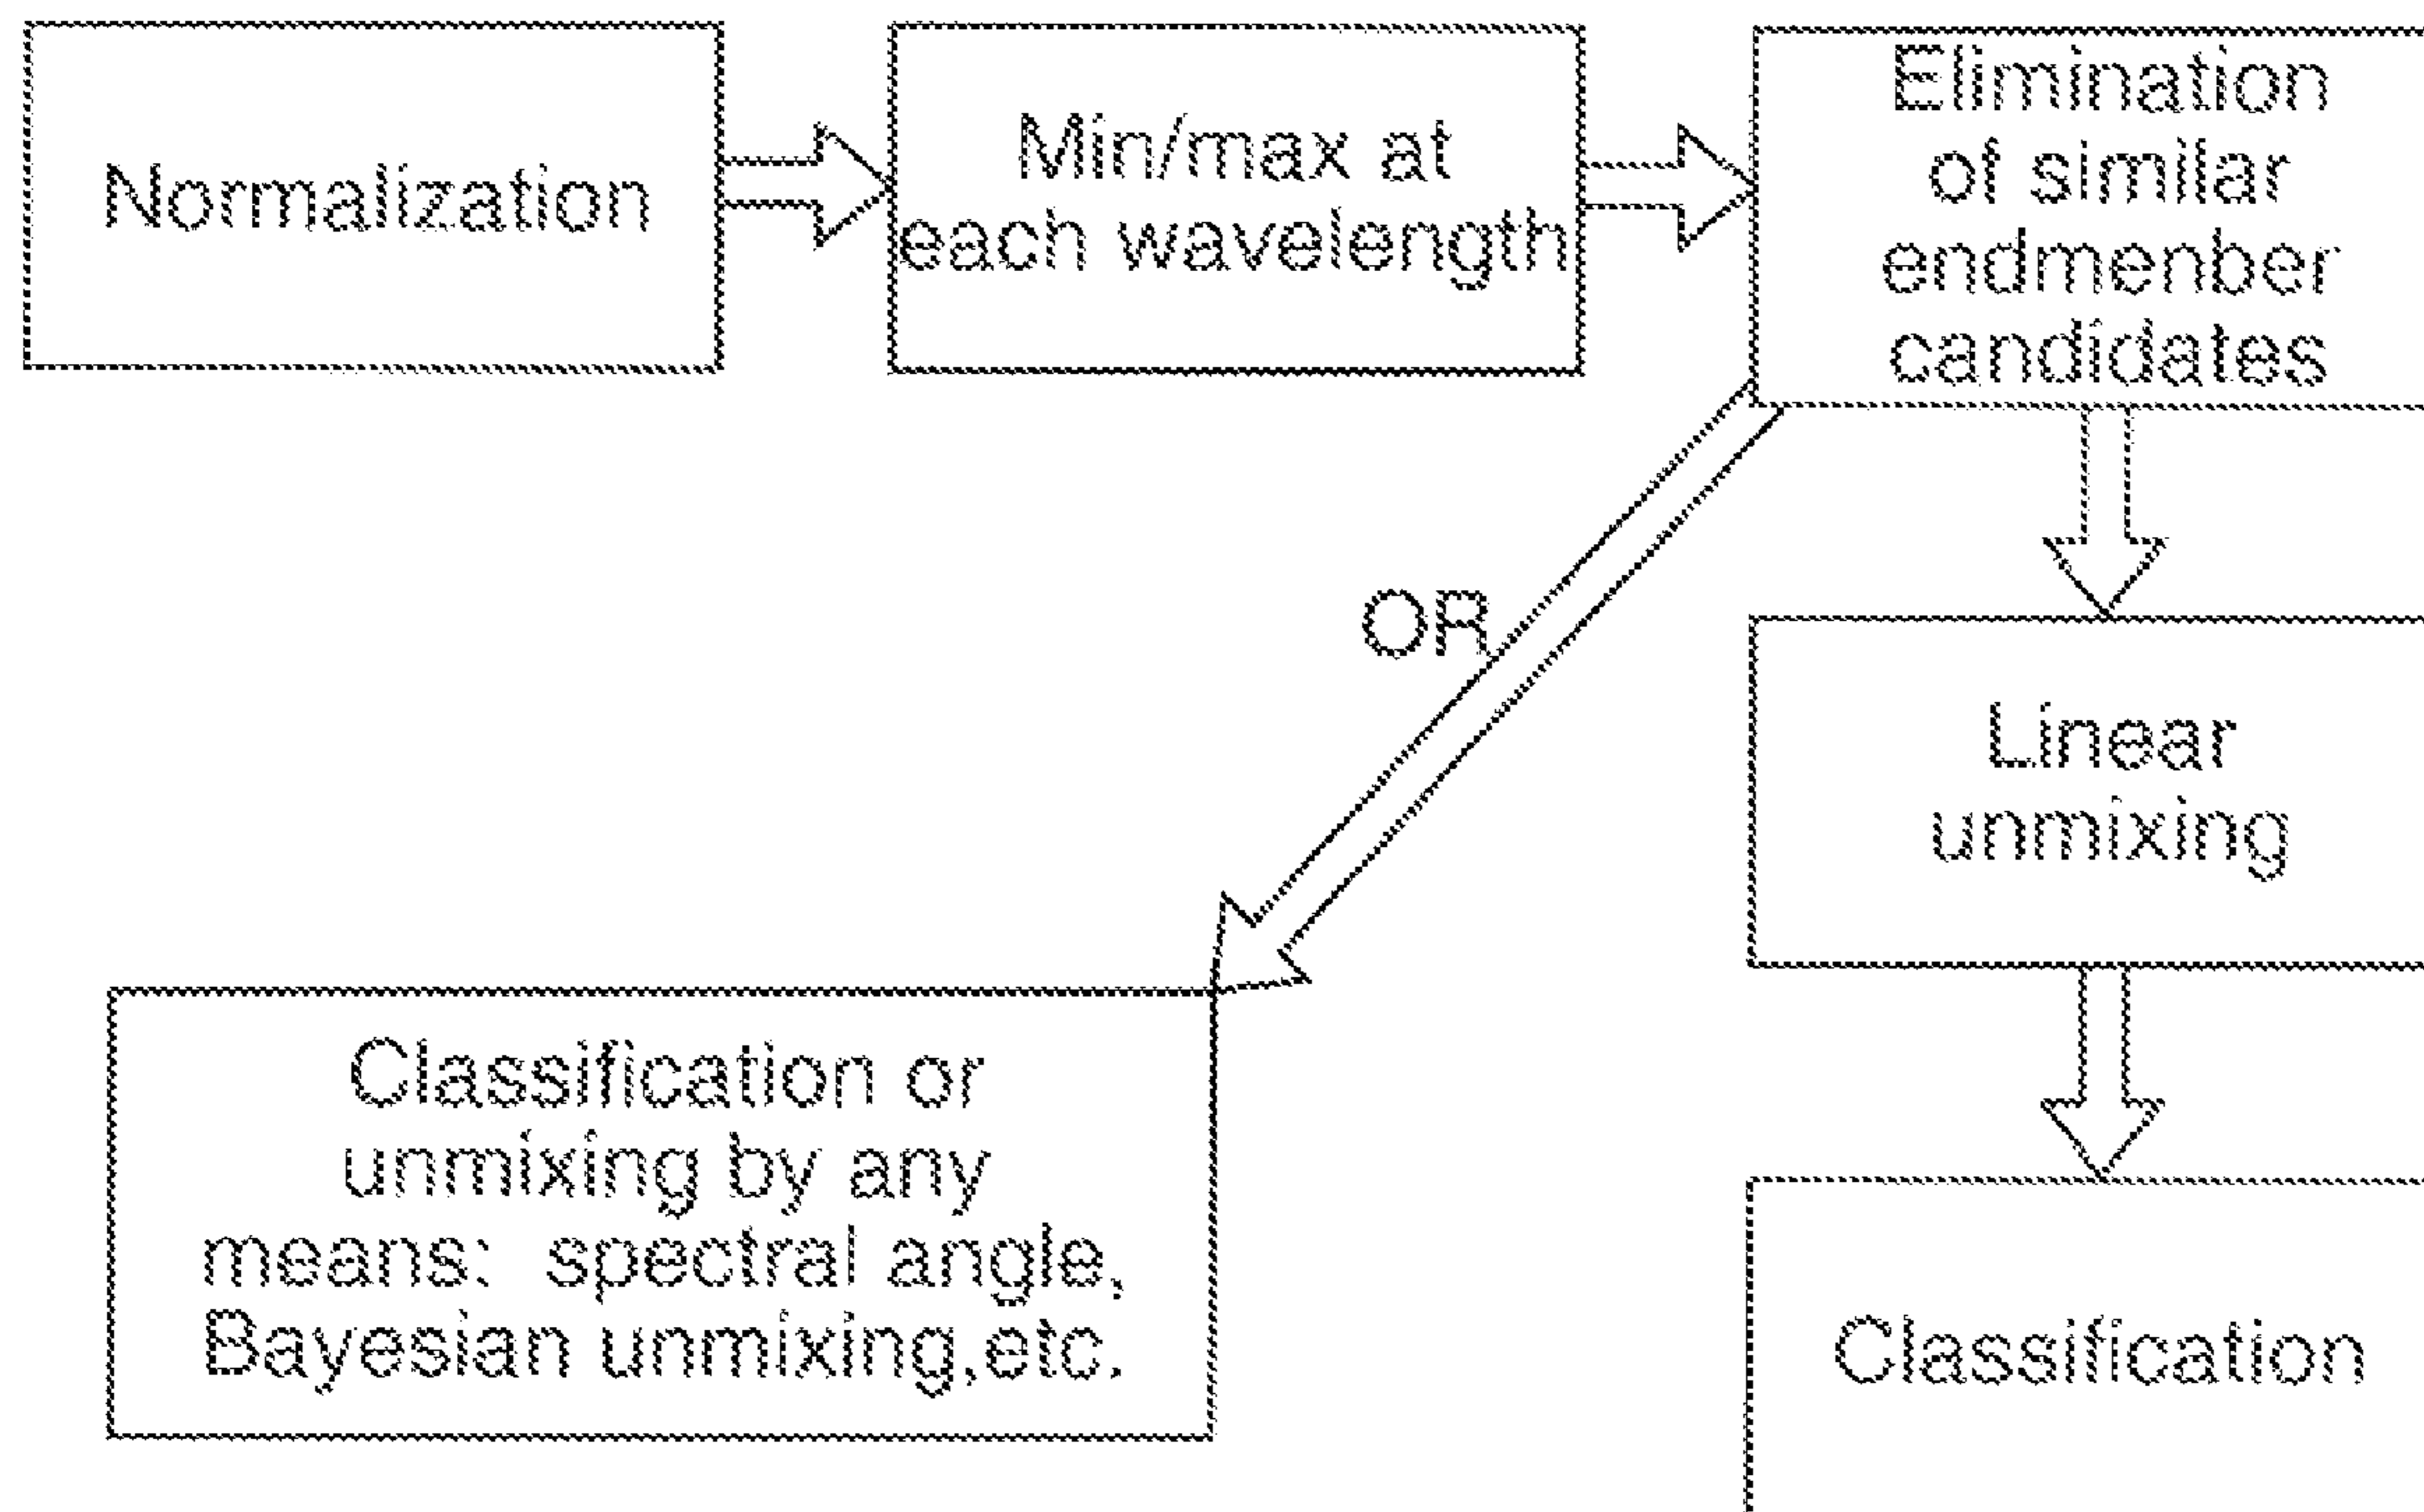 Normalization
Min/max at
each wavelength
Elimination
of similar
endmenber
candidates
OR
Linear
unmixing
Classification or
unmixing by any
means: spectral angle,
Bayesian unmixing,etc.
Classification